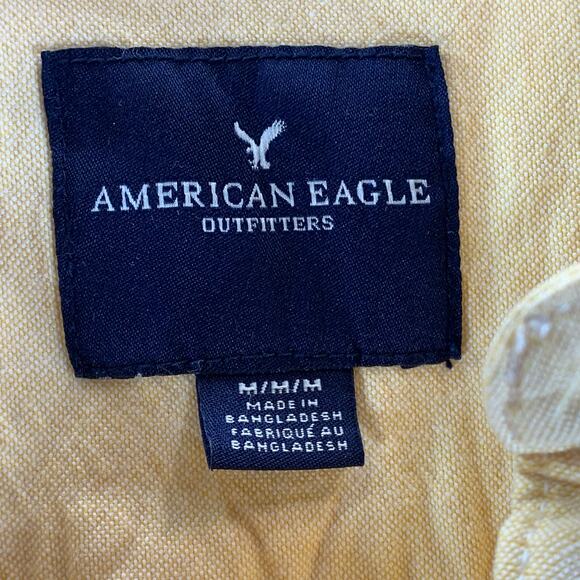 AMERICAN EAGLE
OUTFITTERS
M/M/M
MADE IN
BANGLADESH
FABRIQUÉ AU
BANGLADESH